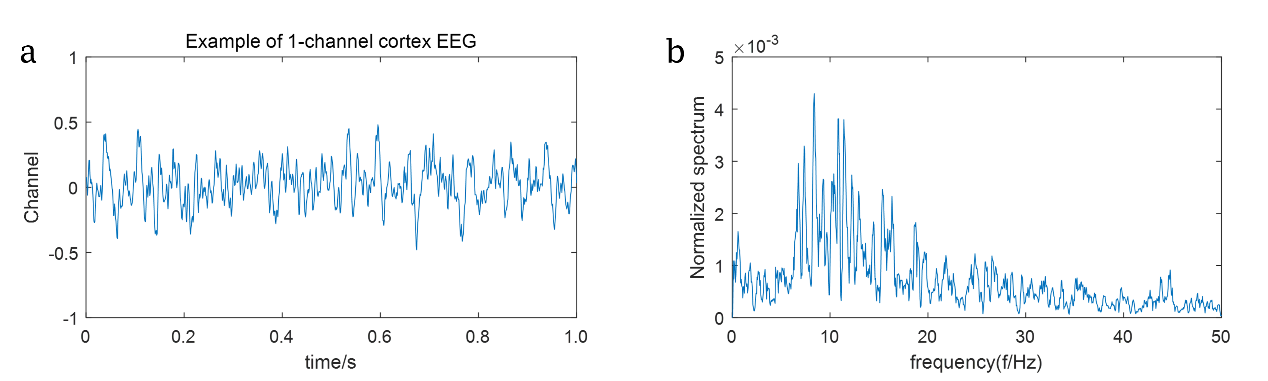 a
Example of 1-channel cortex EEG
Channel
1
0.5
0
-0.5
-1
0 0.2 0.4 0.6 0.8 1.0
time/s
b
×10-3
Normalized spectrum
5
4
3
2
1
0
0 10 20 30 40 50
frequency(f/Hz)